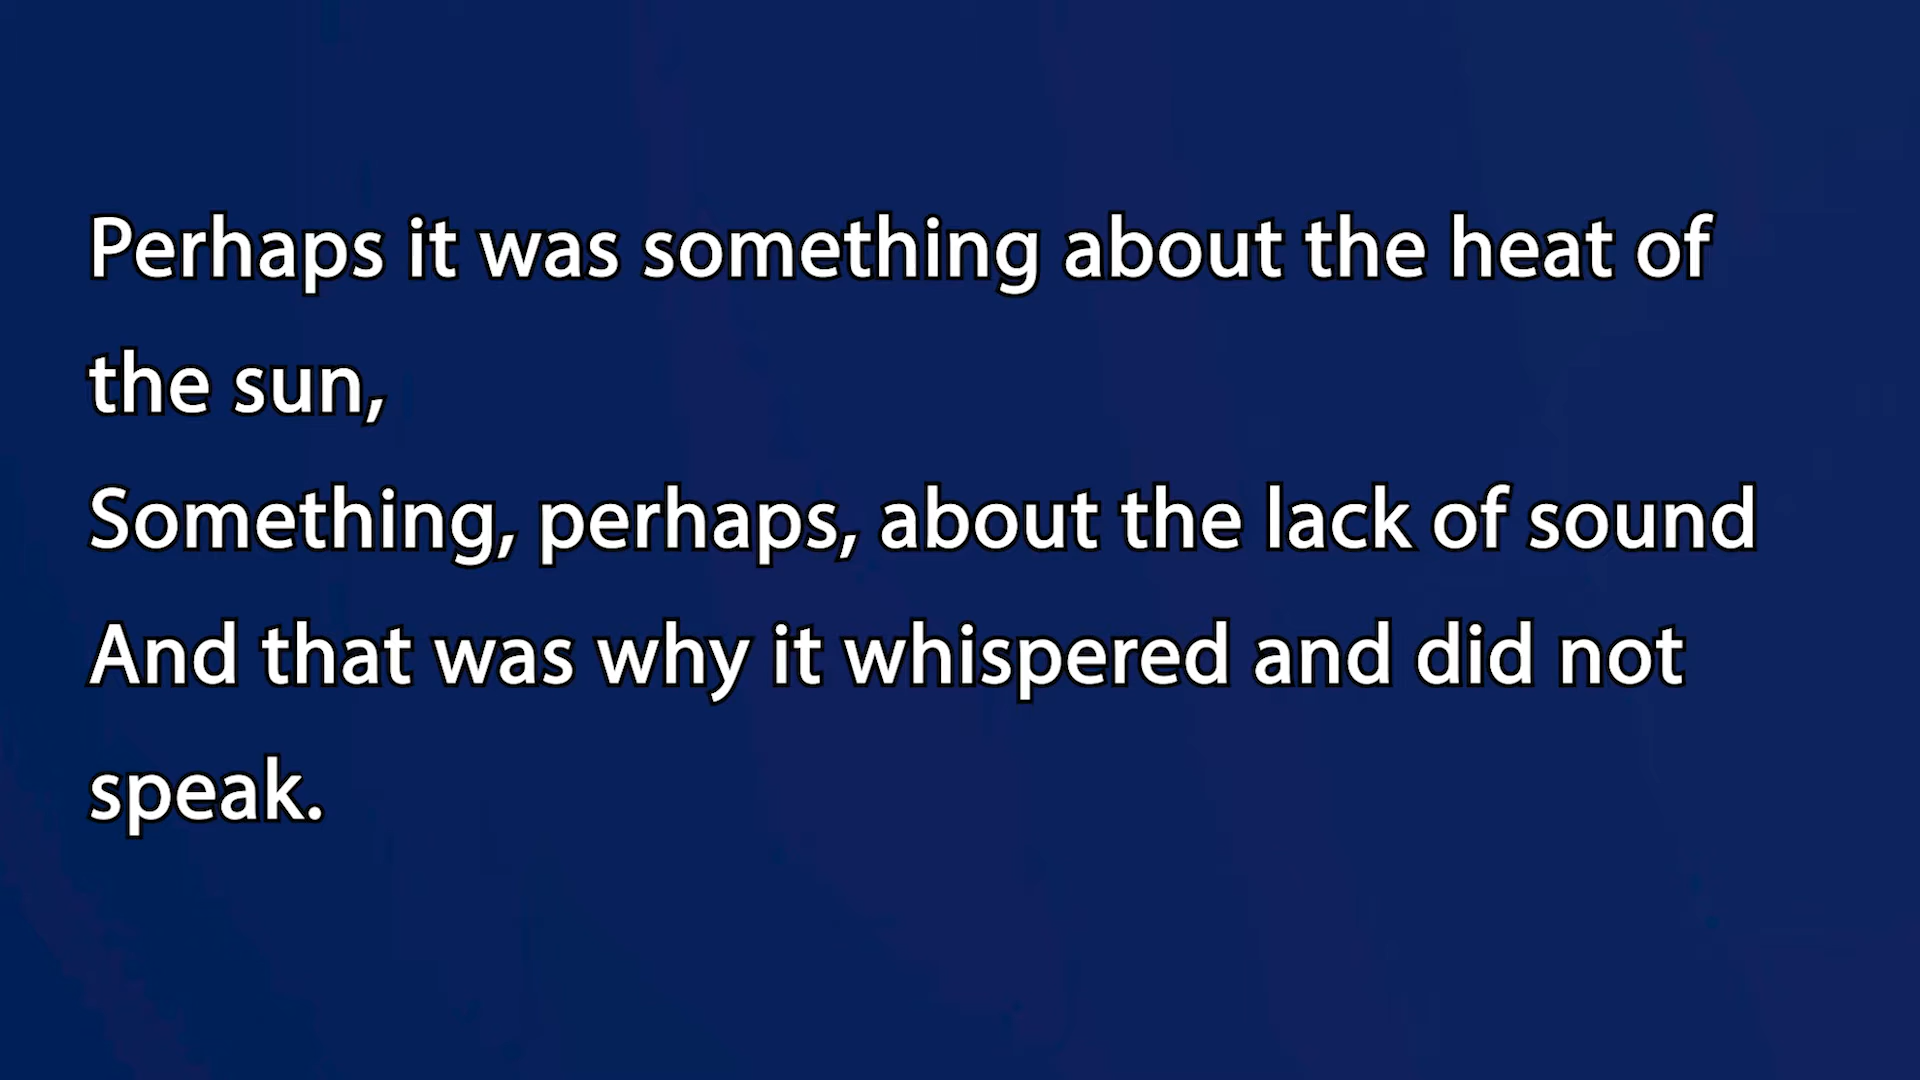 Perhaps it was something about the heat of
the sun,
Something, perhaps, about the lack of sound
And that was why it whispered and did not
speak.